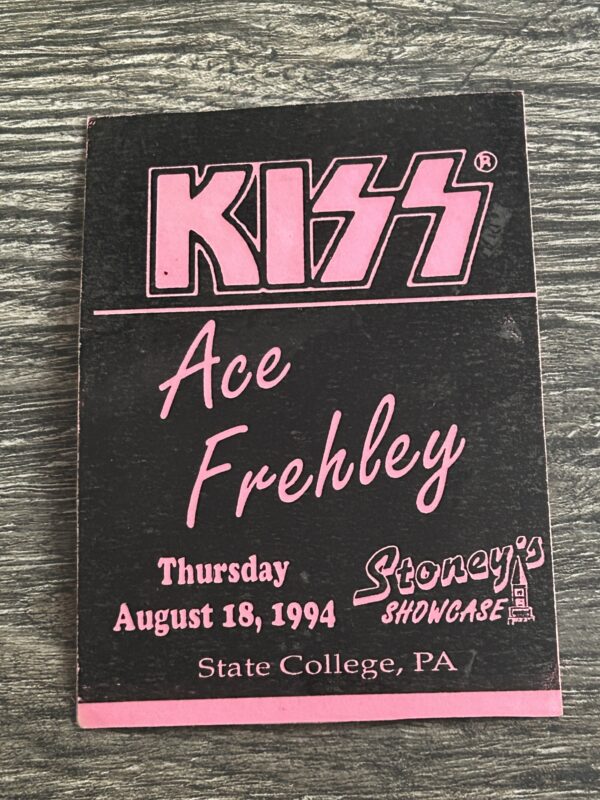 KISS®
Ace
Frehley
Thursday
August 18, 1994
Stoney's
SHOWCASE
State College, PA